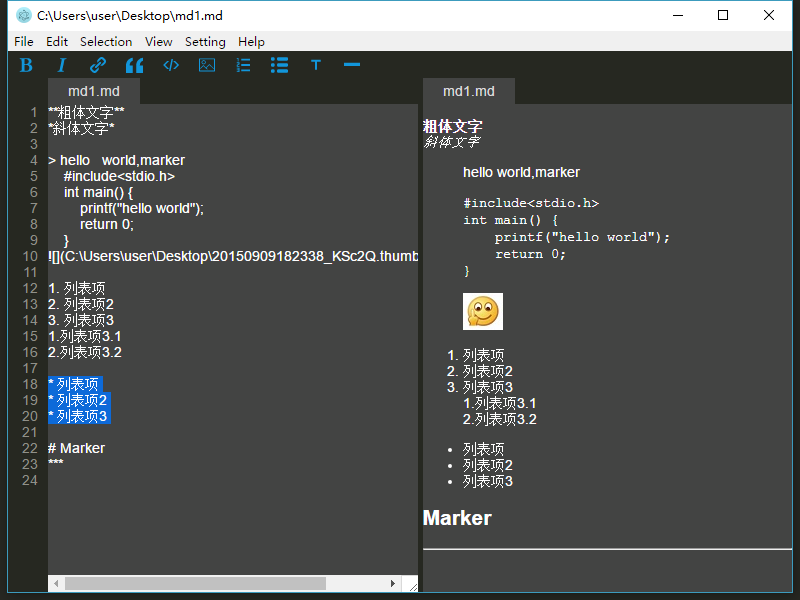 C:\Users\user\Desktop\md1.md
File Edit Selection View Setting Help
B I T
md1.md
1 **粗体文字**
2 *斜体文字*
3
4 > hello   world,marker
5     #include<stdio.h>
6     int main() {
7         printf("hello world");
8         return 0;
9     }
10 ![](C:\Users\user\Desktop\20150909182338_KSc2Q.thumb
11
12 1. 列表项
13 2. 列表项2
14 3. 列表项3
15 1.列表项3.1
16 2.列表项3.2
17
18 * 列表项
19 * 列表项2
20 * 列表项3
21
22 # Marker
23 ***
24
md1.md
粗体文字
斜体文字
hello world,marker
#include<stdio.h>
int main() {
    printf("hello world");
    return 0;
}
1. 列表项
2. 列表项2
3. 列表项3
1.列表项3.1
2.列表项3.2
• 列表项
• 列表项2
• 列表项3
Marker